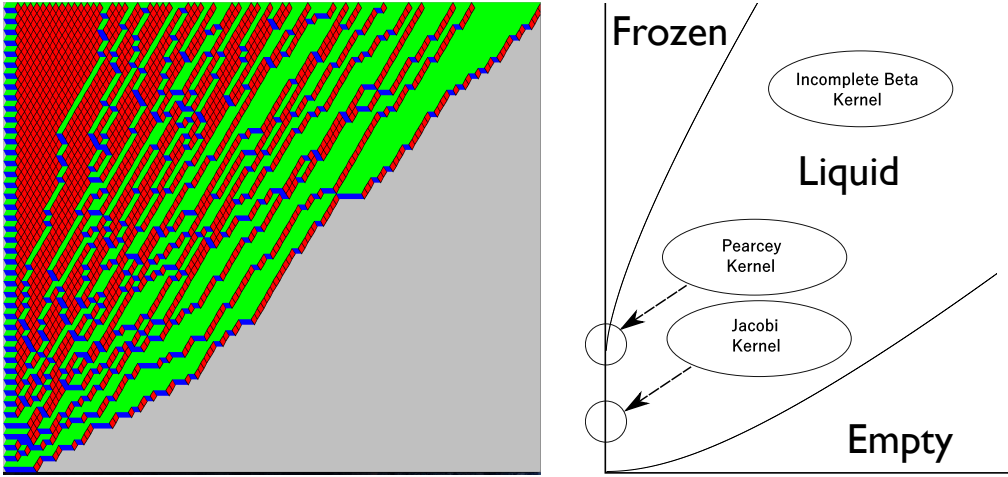 Frozen
Incomplete Beta
Kernel
Liquid
Pearcey
Kernel
Jacobi
Kernel
Empty